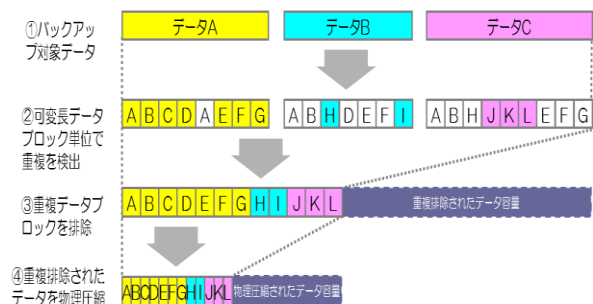 ①バックアッ
プ対象データ
データA
データB
データC
②可変長データ
ブロック単位で
重複を検出
A B C D A E F G
A B H D E F I
A B H J K L E F G
③重複データブ
ロックを排除
A B C D E F G H I J K L
重複排除されたデータ容量
④重複排除された
データを物理圧縮
ABCDEFGHIJKL
物理圧縮されたデータ容量